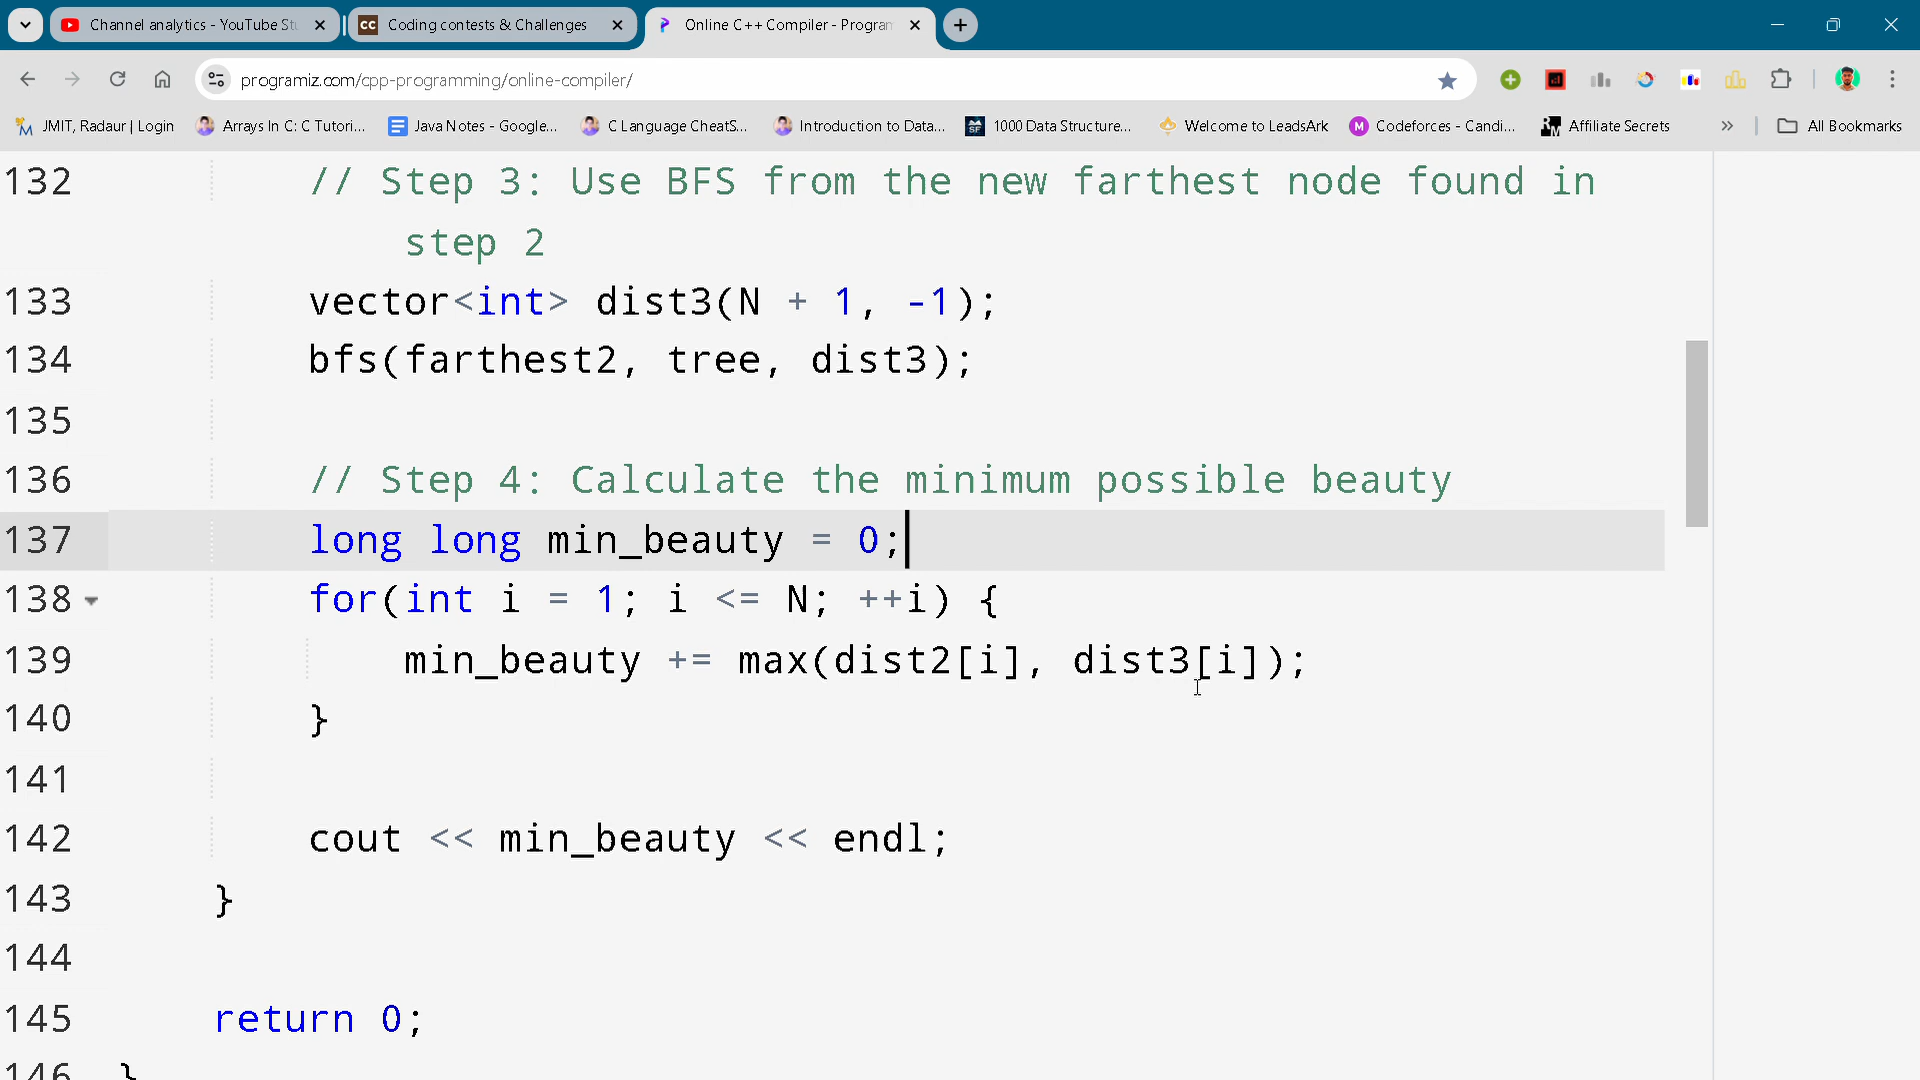 Channel analytics - YouTube Stu
Coding contests & Challenges
Online C++ Compiler - Program
programiz.com/cpp-programming/online-compiler/
JMIT, Radaur | Login
Arrays In C: C Tutori...
Java Notes - Google...
C Language CheatS...
Introduction to Data...
1000 Data Structure...
Welcome to LeadsArk
Codeforces - Candi...
Affiliate Secrets
All Bookmarks
132 // Step 3: Use BFS from the new farthest node found in
step 2
133 vector<int> dist3(N + 1, -1);
134 bfs(farthest2, tree, dist3);
135
136 // Step 4: Calculate the minimum possible beauty
137 long long min_beauty = 0;
138 for(int i = 1; i <= N; ++i) {
139 min_beauty += max(dist2[i], dist3[i]);
140 }
141
142 cout << min_beauty << endl;
143 }
144
145 return 0;
146 }